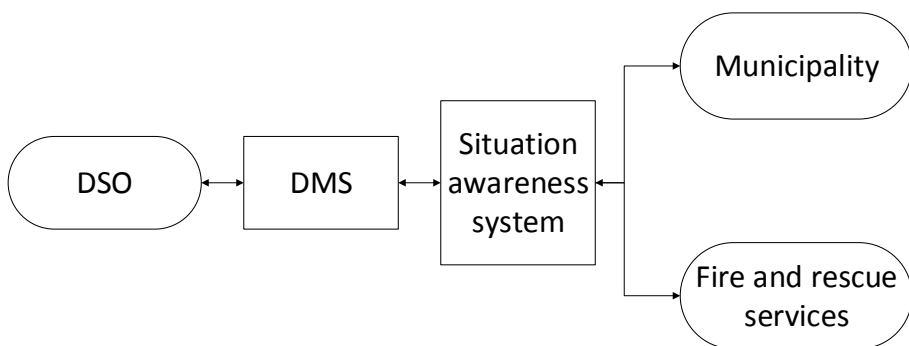 Municipality
DSO
DMS
Situation
awareness
system
Fire and rescue
services